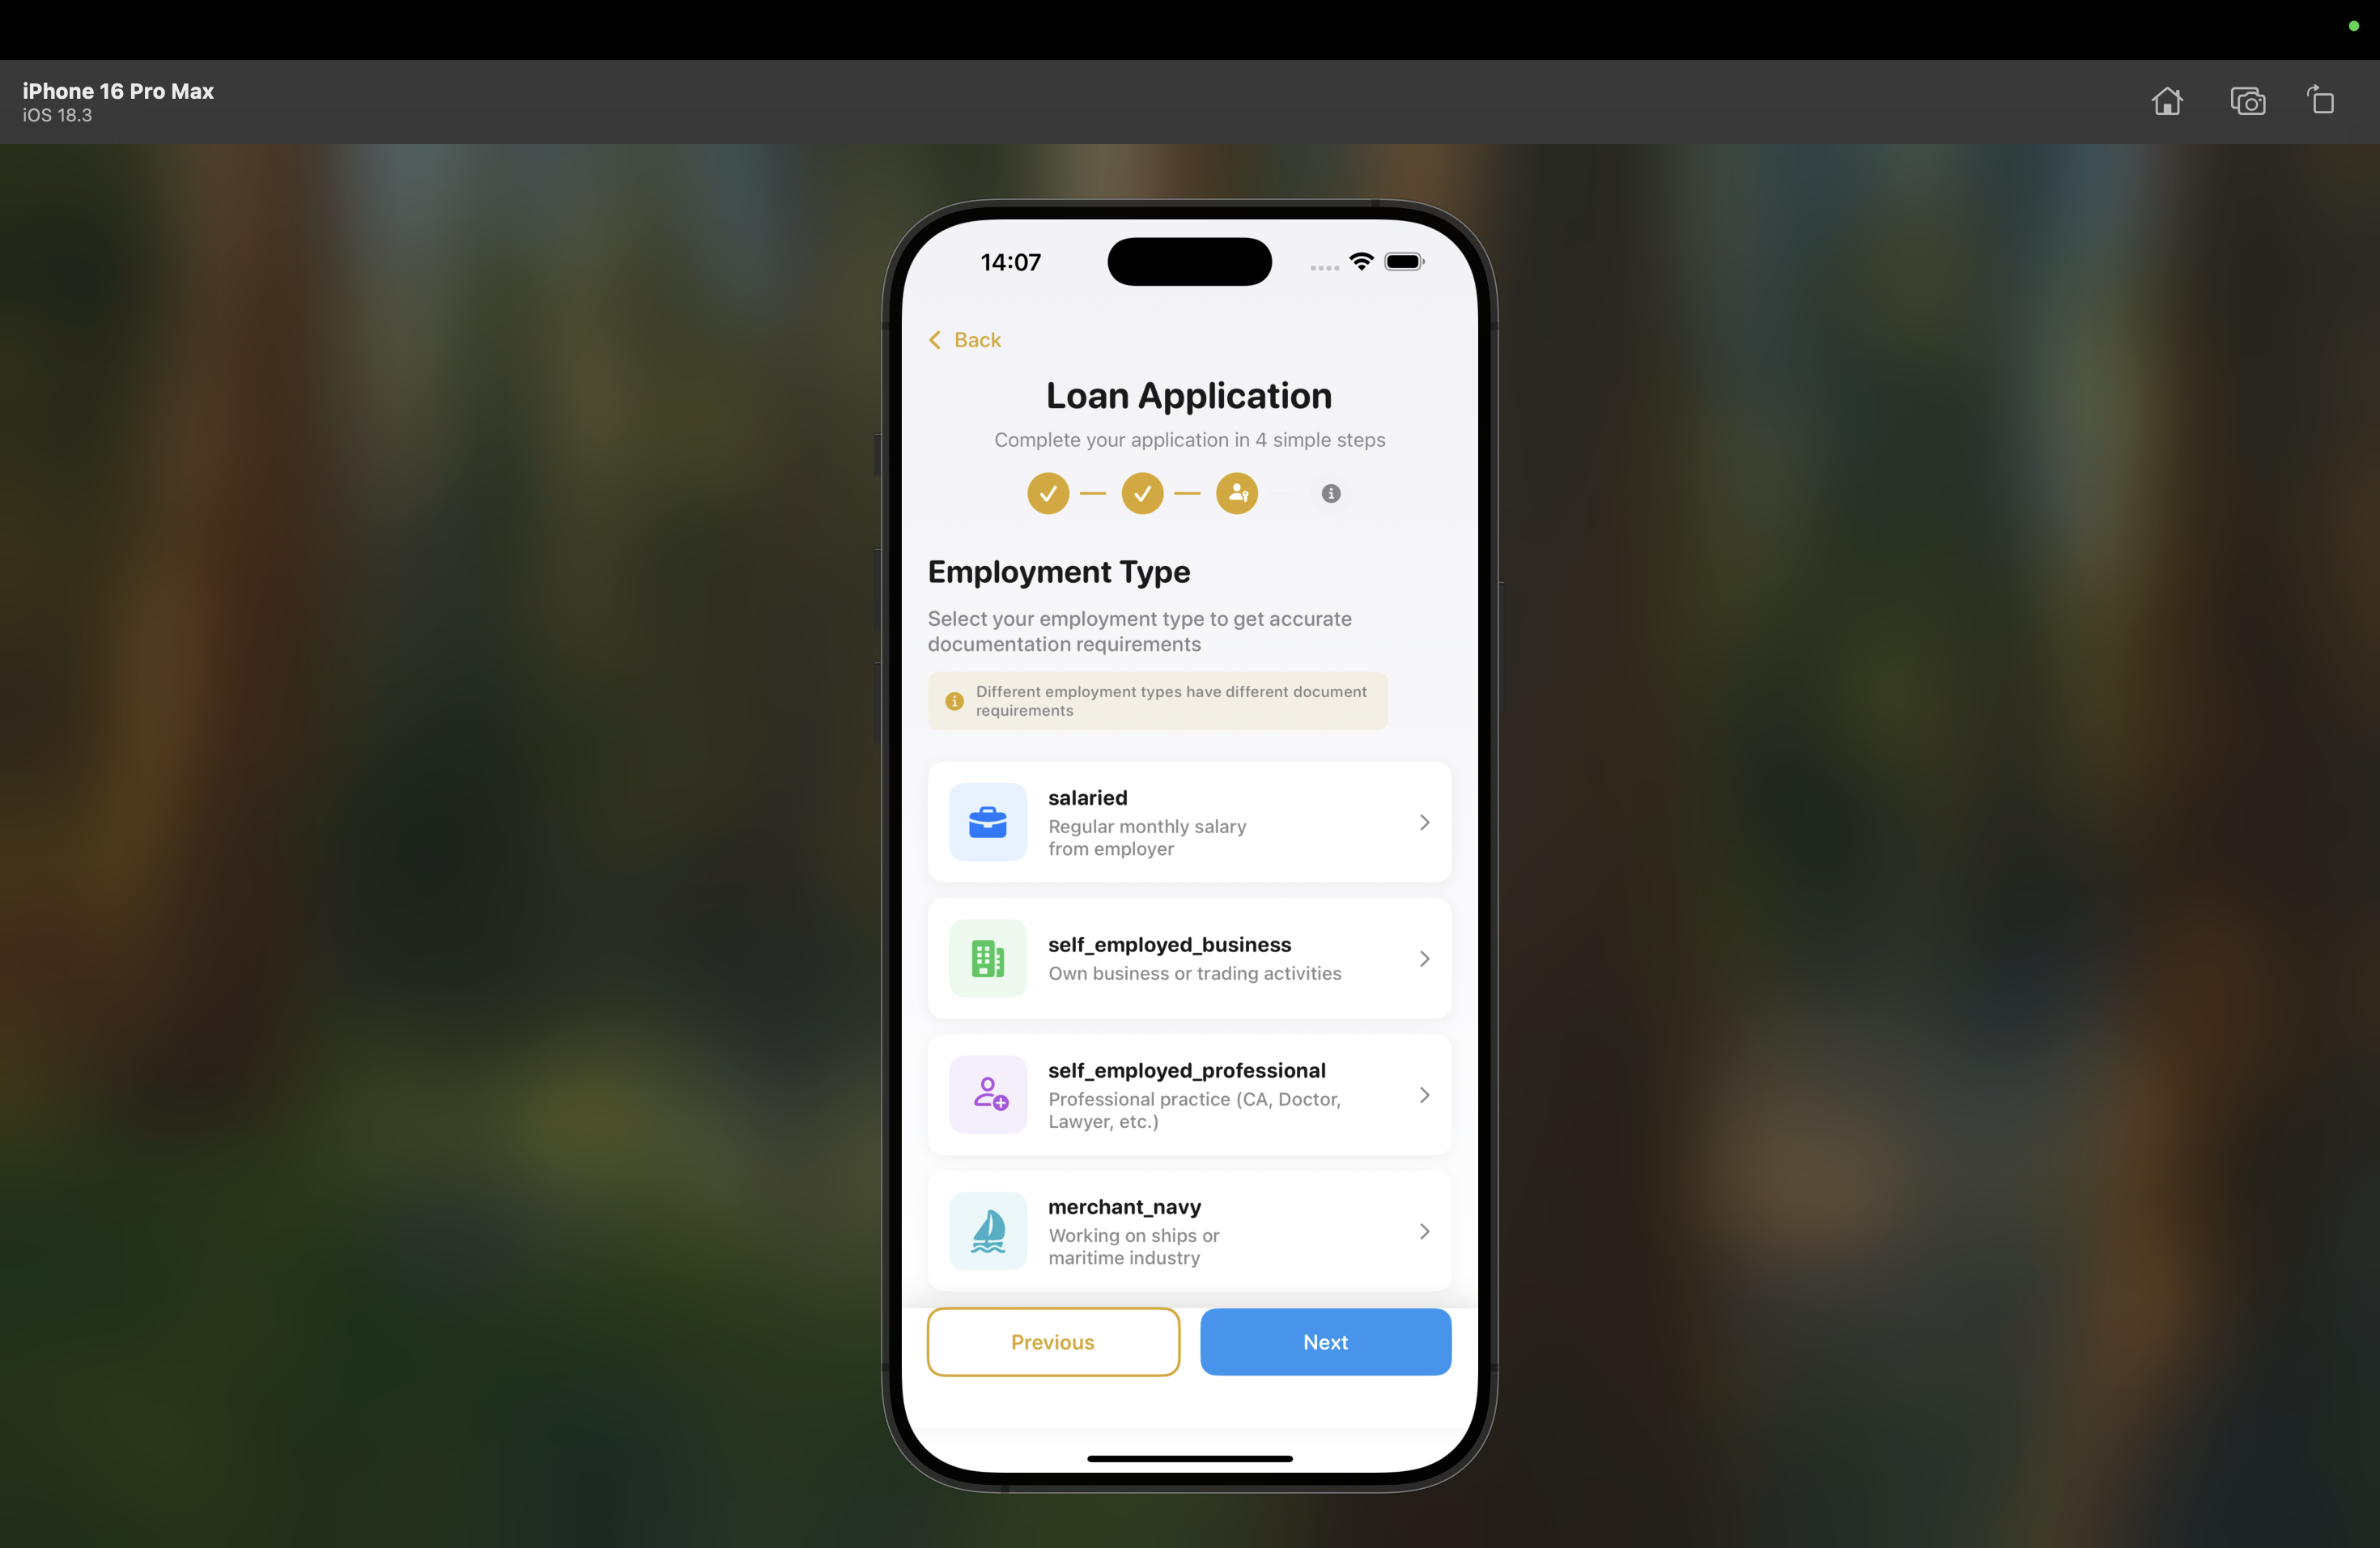 iPhone 16 Pro Max
iOS 18.3
14:07
Back
Loan Application
Complete your application in 4 simple steps
Employment Type
Select your employment type to get accurate
documentation requirements
Different employment types have different document
requirements
salaried
Regular monthly salary
from employer
self_employed_business
Own business or trading activities
self_employed_professional
Professional practice (CA, Doctor,
Lawyer, etc.)
merchant_navy
Working on ships or
maritime industry
Previous
Next